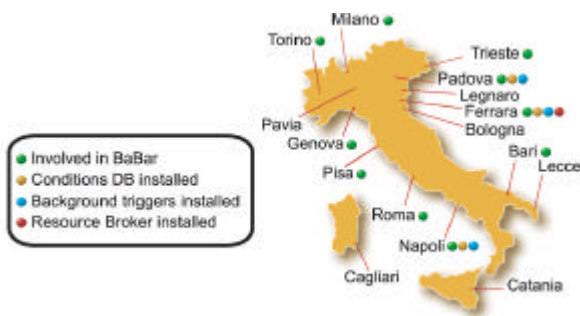 Milano
Torino
Trieste
Padova
Legnaro
Ferrara
Pavia
Bologna
Genova
Bari
Lecce
Pisa
Roma
Napoli
Cagliari
Catania
Involved in BaBar
Conditions DB installed
Background triggers installed
Resource Broker installed